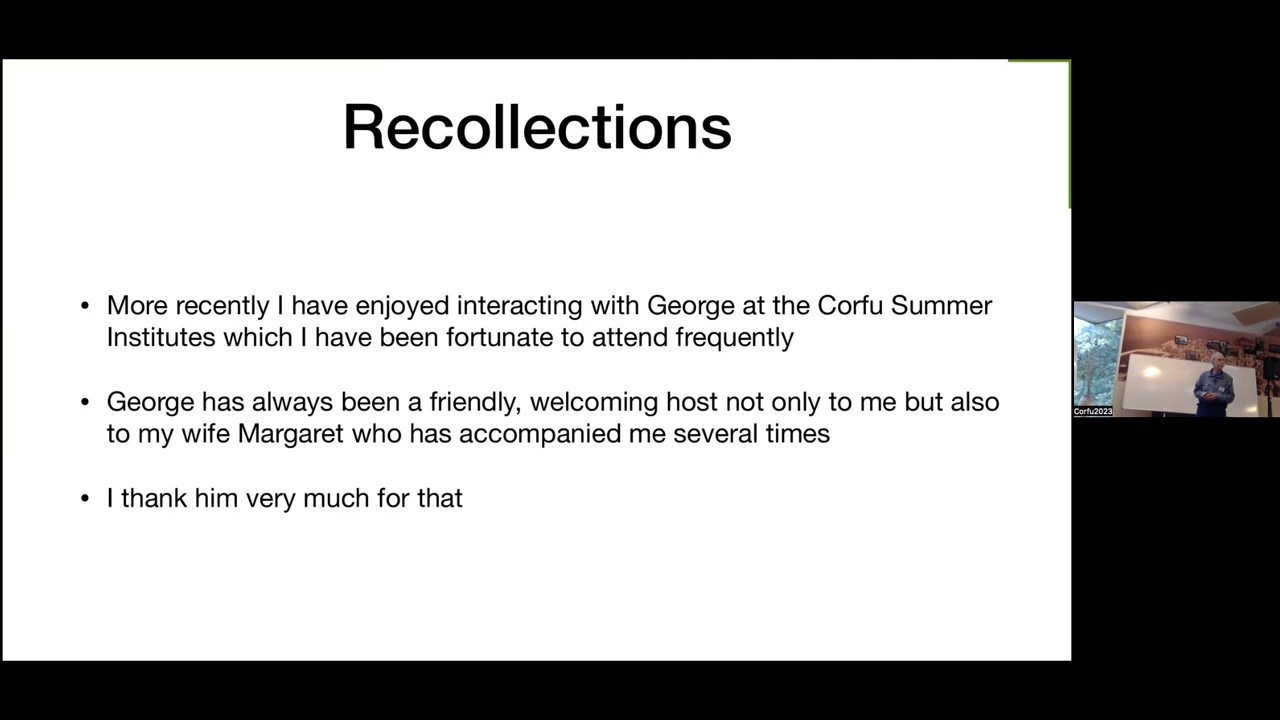 Recollections
• More recently I have enjoyed interacting with George at the Corfu Summer
Institutes which I have been fortunate to attend frequently
• George has always been a friendly, welcoming host not only to me but also
to my wife Margaret who has accompanied me several times
• I thank him very much for that
Corfu2023